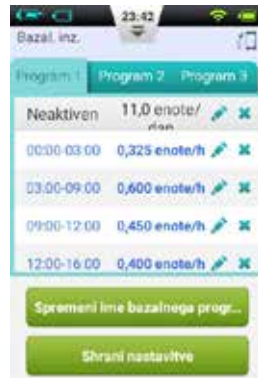 23:42
Bazal. inz.
Program 1 Program 2 Program 3
Neaktiven 11,0 enote/
dan
00:00-03:00 0,325 enote/h
03:00-09:00 0,600 enote/h
09:00-12:00 0,450 enote/h
12:00-16:00 0,400 enote/h
Spremeni ime bazalnega progr...
Shrani nastavitve